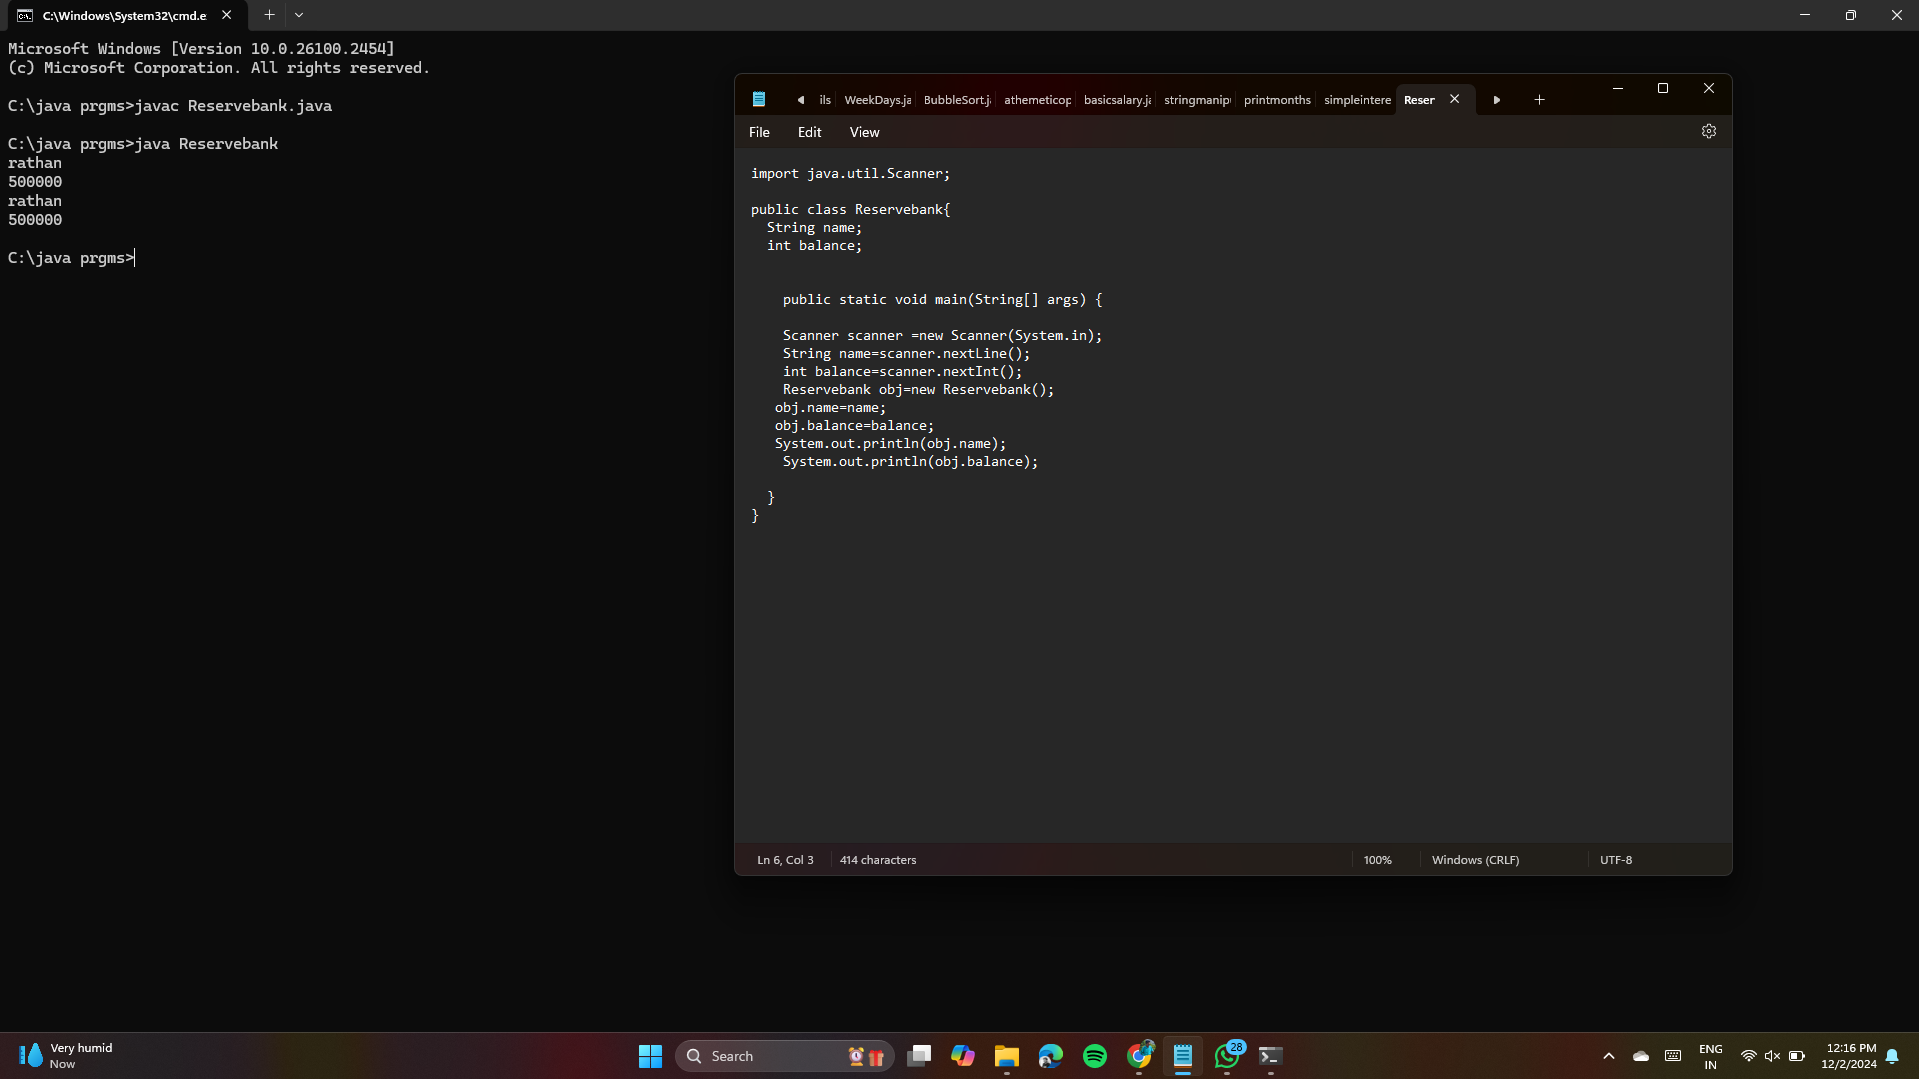 C:\Windows\System32\cmd.e
Microsoft Windows [Version 10.0.26100.2454]
(c) Microsoft Corporation. All rights reserved.
C:\java prgms>javac Reservebank.java
C:\java prgms>java Reservebank
rathan
500000
rathan
500000
C:\java prgms>
ils WeekDays.ja BubbleSort.j athemeticop basicsalary.ja stringmanip printmonths simpleintere Reser
File Edit View
import java.util.Scanner;
public class Reservebank{
String name;
int balance;
public static void main(String[] args) {
Scanner scanner =new Scanner(System.in);
String name=scanner.nextLine();
int balance=scanner.nextInt();
Reservebank obj=new Reservebank();
obj.name=name;
obj.balance=balance;
System.out.println(obj.name);
System.out.println(obj.balance);
}
}
Ln 6, Col 3 414 characters 100% Windows (CRLF) UTF-8
Very humid
Now
Search
28
ENG
IN
12:16 PM
12/2/2024